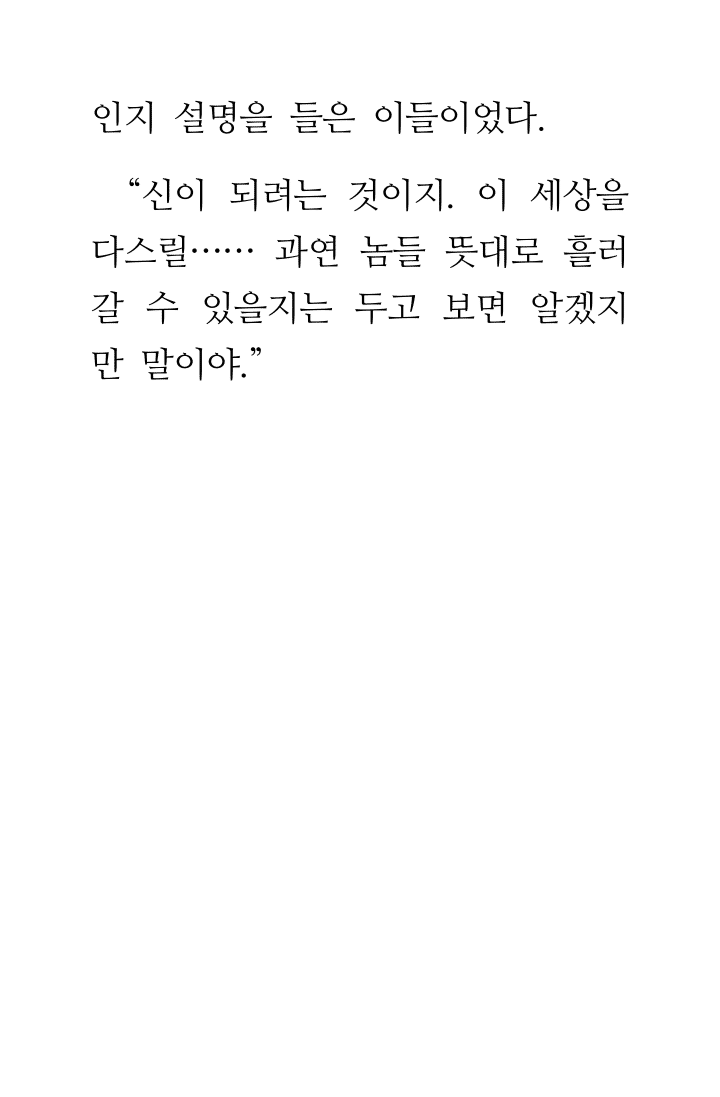 인지 설명을 들은 이들이었다.
“신이 되려는 것이지. 이 세상을
다스릴…… 과연 놈들 뜻대로 흘러
갈 수 있을지는 두고 보면 알겠지
만 말이야.”